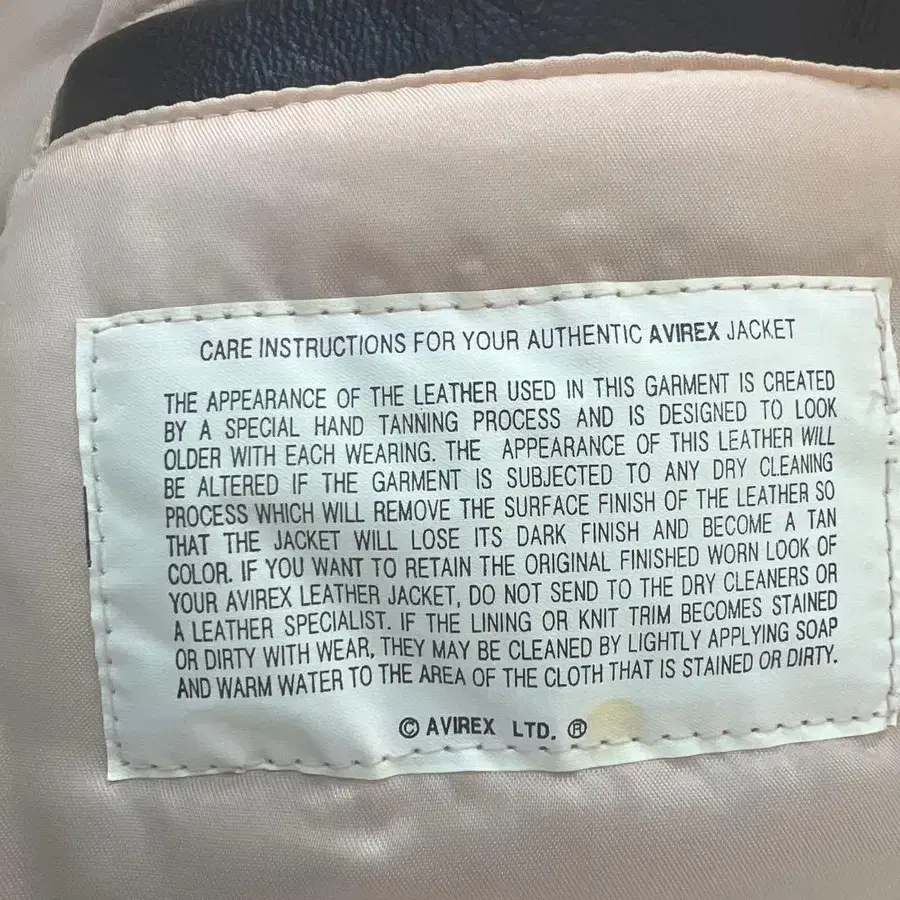 CARE INSTRUCTIONS FOR YOUR AUTHENTIC AVIREX JACKET
THE APPEARANCE OF THE LEATHER USED IN THIS GARMENT IS CREATED
BY A SPECIAL HAND TANNING PROCESS AND IS DESIGNED TO LOOK
OLDER WITH EACH WEARING. THE APPEARANCE OF THIS LEATHER WILL
BE ALTERED IF THE GARMENT IS SUBJECTED TO ANY DRY CLEANING
PROCESS WHICH WILL REMOVE THE SURFACE FINISH OF THE LEATHER SO
THAT THE JACKET WILL LOSE ITS DARK FINISH AND BECOME A TAN
COLOR. IF YOU WANT TO RETAIN THE ORIGINAL FINISHED WORN LOOK OF
YOUR AVIREX LEATHER JACKET, DO NOT SEND TO THE DRY CLEANERS OR
A LEATHER SPECIALIST. IF THE LINING OR KNIT TRIM BECOMES STAINED
OR DIRTY WITH WEAR, THEY MAY BE CLEANED BY LIGHTLY APPLYING SOAP
AND WARM WATER TO THE AREA OF THE CLOTH THAT IS STAINED OR DIRTY.
© AVIREX LTD. ®